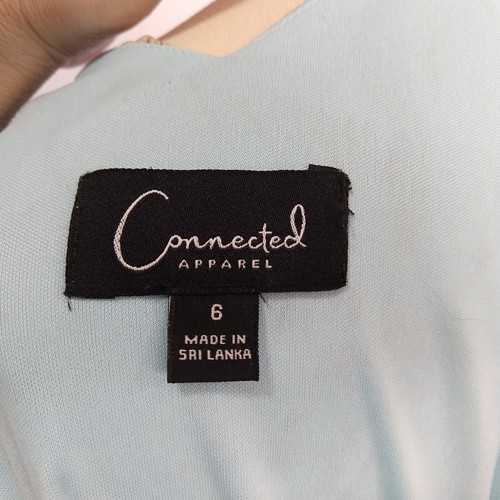 Connected
APPAREL
6
MADE IN
SRI LANKA